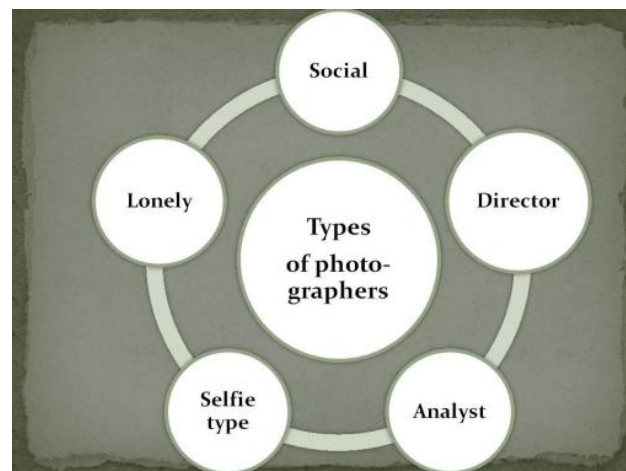 Social
Director
Analyst
Selfie
type
Lonely
Types
of photo-
graphers